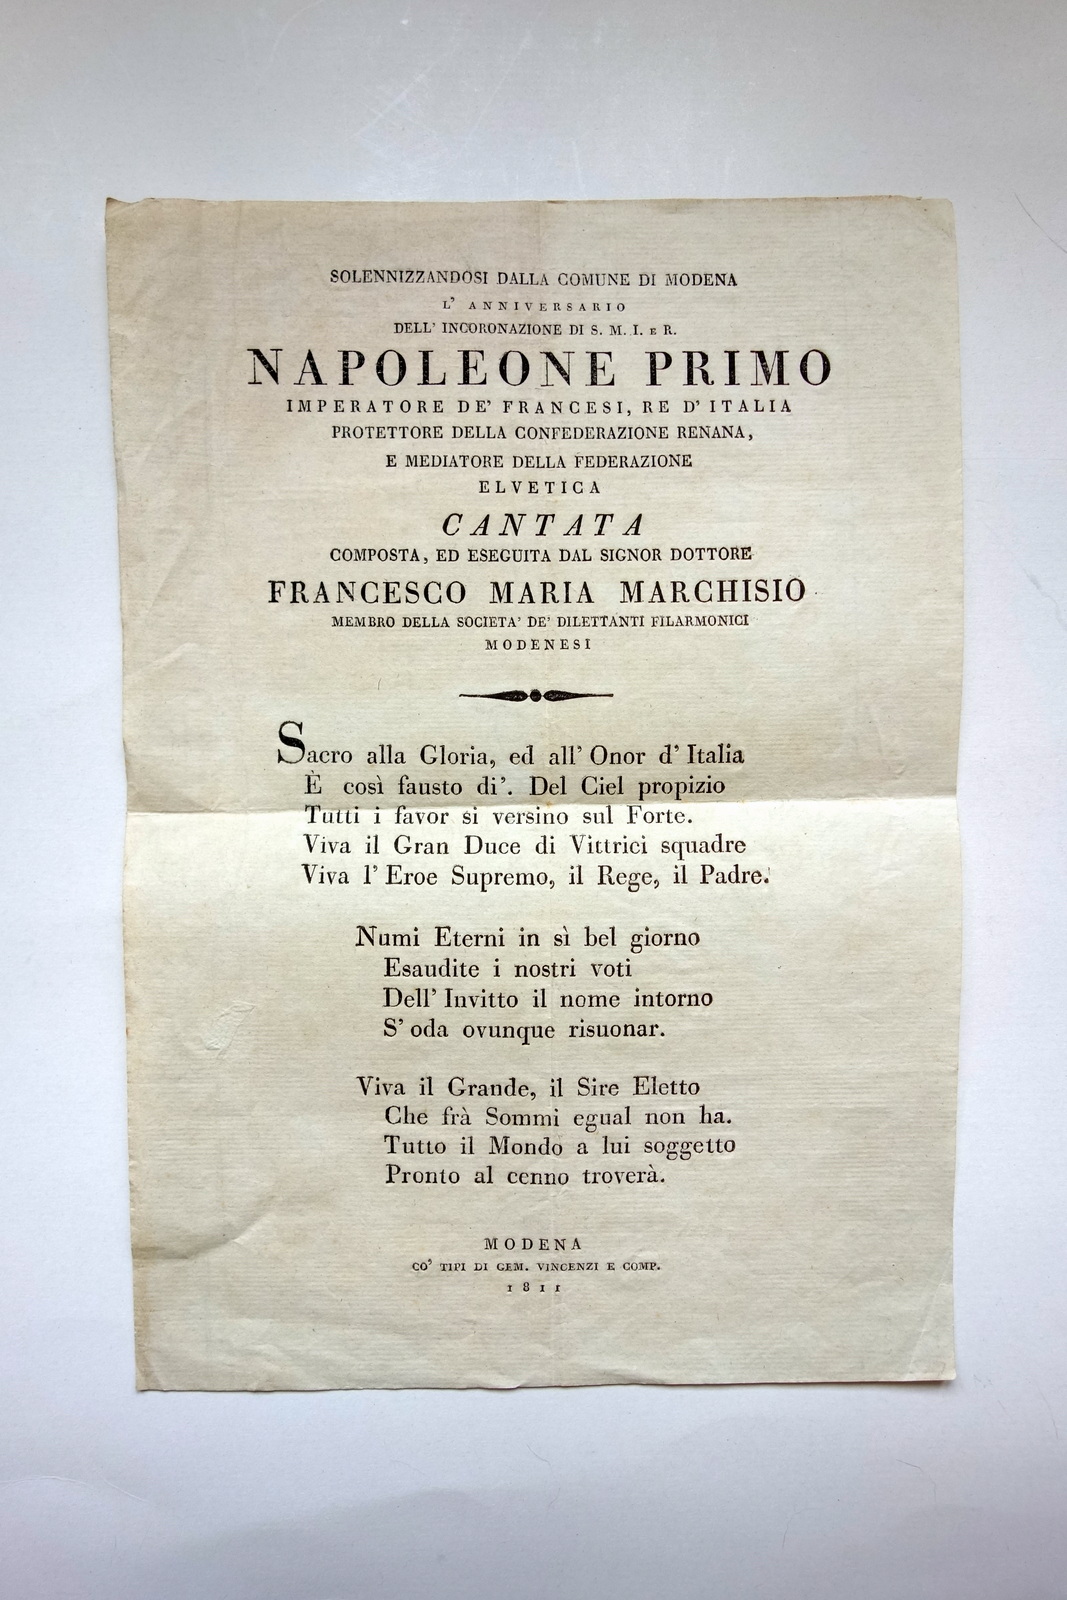 SOLENNIZZANDOSI DALLA COMUNE DI MODENA
L' ANNIVERSARIO
DELL' INCORONAZIONE DI S. M. I. E R.
NAPOLEONE PRIMO
IMPERATORE DE' FRANCESI, RE D' ITALIA
PROTETTORE DELLA CONFEDERAZIONE RENANA,
E MEDIATORE DELLA FEDERAZIONE
ELVETICA
CANTATA
COMPOSTA, ED ESEGUITA DAL SIGNOR DOTTORE
FRANCESCO MARIA MARCHISIO
MEMBRO DELLA SOCIETA' DE' DILETTANTI FILARMONICI
MODENESI
Sacro alla Gloria, ed all' Onor d' Italia
È così fausto di'. Del Ciel propizio
Tutti i favor si versino sul Forte.
Viva il Gran Duce di Vittrici squadre
Viva l' Eroe Supremo, il Rege, il Padre.
Numi Eterni in sì bel giorno
Esaudite i nostri voti
Dell' Invitto il nome intorno
S' oda ovunque risuonar.
Viva il Grande, il Sire Eletto
Che frà Sommi egual non ha.
Tutto il Mondo a lui soggetto
Pronto al cenno troverà.
MODENA
CO' TIPI DI GEM. VINCENZI E COMP.
1811